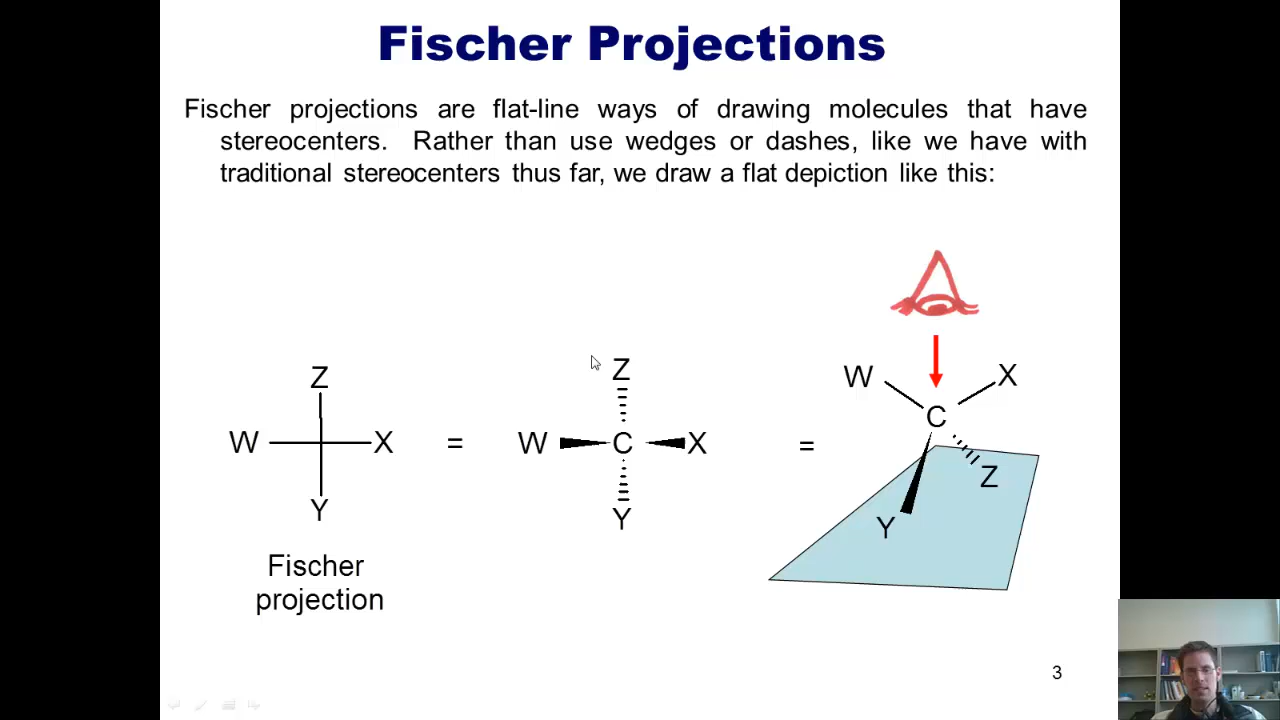 Fischer Projections
Fischer projections are flat-line ways of drawing molecules that have
stereocenters. Rather than use wedges or dashes, like we have with
traditional stereocenters thus far, we draw a flat depiction like this:
Z
W X
Y
=
Z
W C X
Y
=
W X
C
Z
Y
Fischer
projection
3